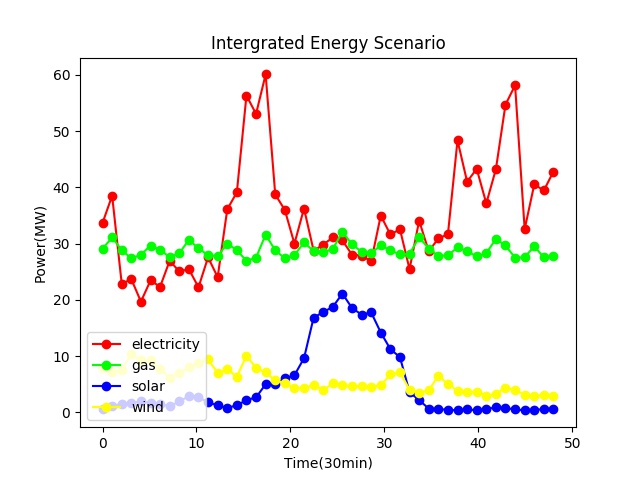 Intergrated Energy Scenario
60
50
40
30
20
10
0
Power(MW)
electricity
gas
solar
wind
0 10 20 30 40 50
Time(30min)